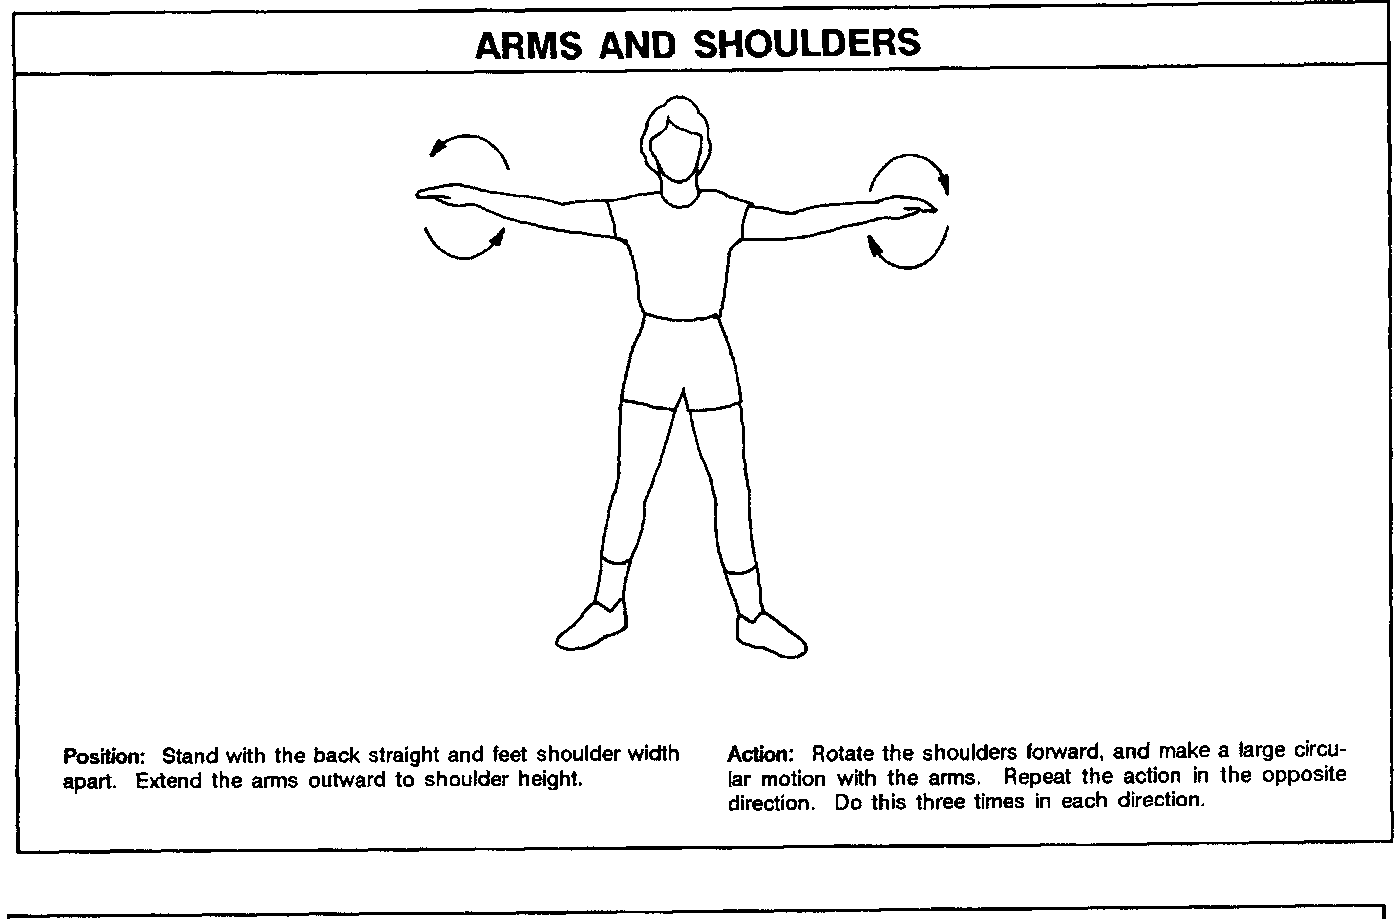 ARMS AND SHOULDERS
Position: Stand with the back straight and feet shoulder width
apart. Extend the arms outward to shoulder height.
Action: Rotate the shoulders forward, and make a large circu-
lar motion with the arms. Repeat the action in the opposite
direction. Do this three times in each direction.